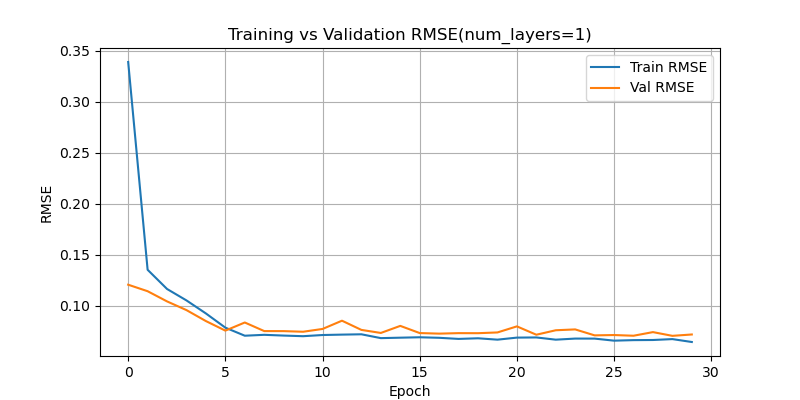 Training vs Validation RMSE(num_layers=1)
0.35
0.30
0.25
0.20
0.15
0.10
RMSE
Train RMSE
Val RMSE
0 5 10 15 20 25 30
Epoch